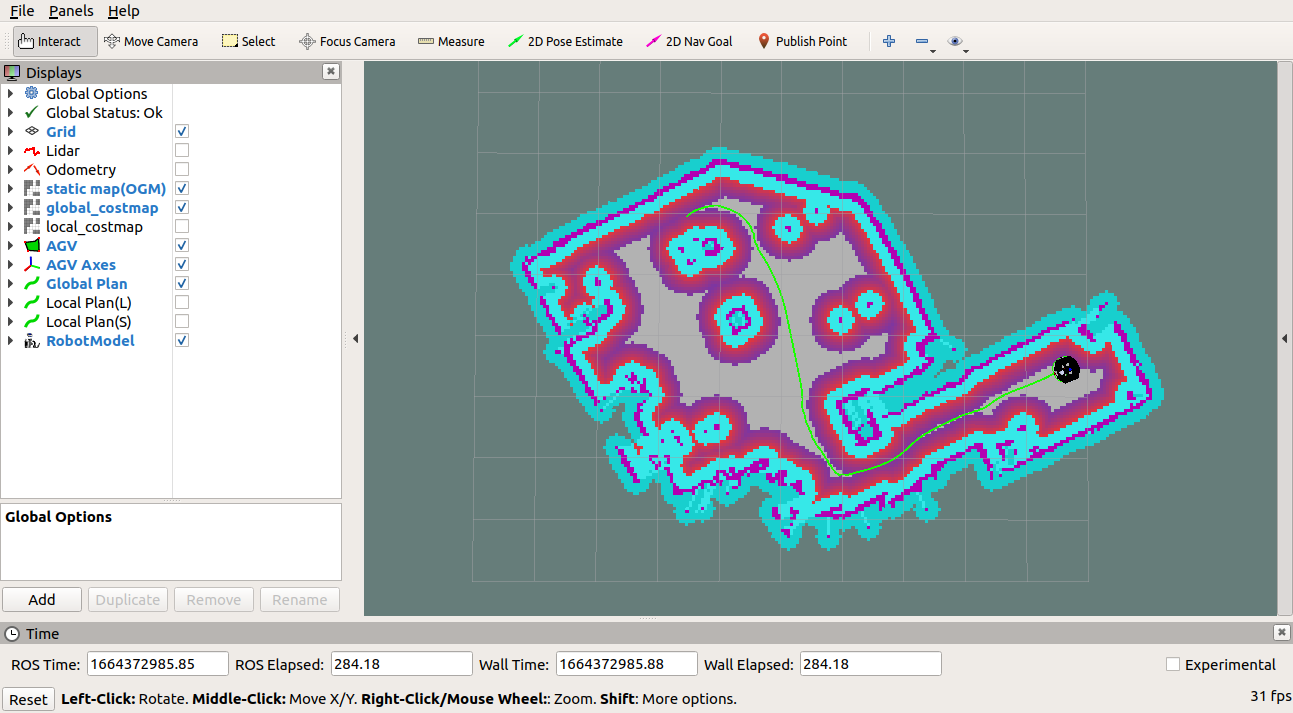 File Panels Help
Interact Move Camera Select Focus Camera Measure 2D Pose Estimate 2D Nav Goal Publish Point
Displays
Global Options
Global Status: Ok
Grid
Lidar
Odometry
static map(OGM)
global_costmap
local_costmap
AGV
AGV Axes
Global Plan
Local Plan(L)
Local Plan(S)
RobotModel
Global Options
Add Duplicate Remove Rename
Time
ROS Time: 1664372985.85 ROS Elapsed: 284.18 Wall Time: 1664372985.88 Wall Elapsed: 284.18 Experimental
Reset Left-Click: Rotate. Middle-Click: Move X/Y. Right-Click/Mouse Wheel:: Zoom. Shift: More options. 31 fps